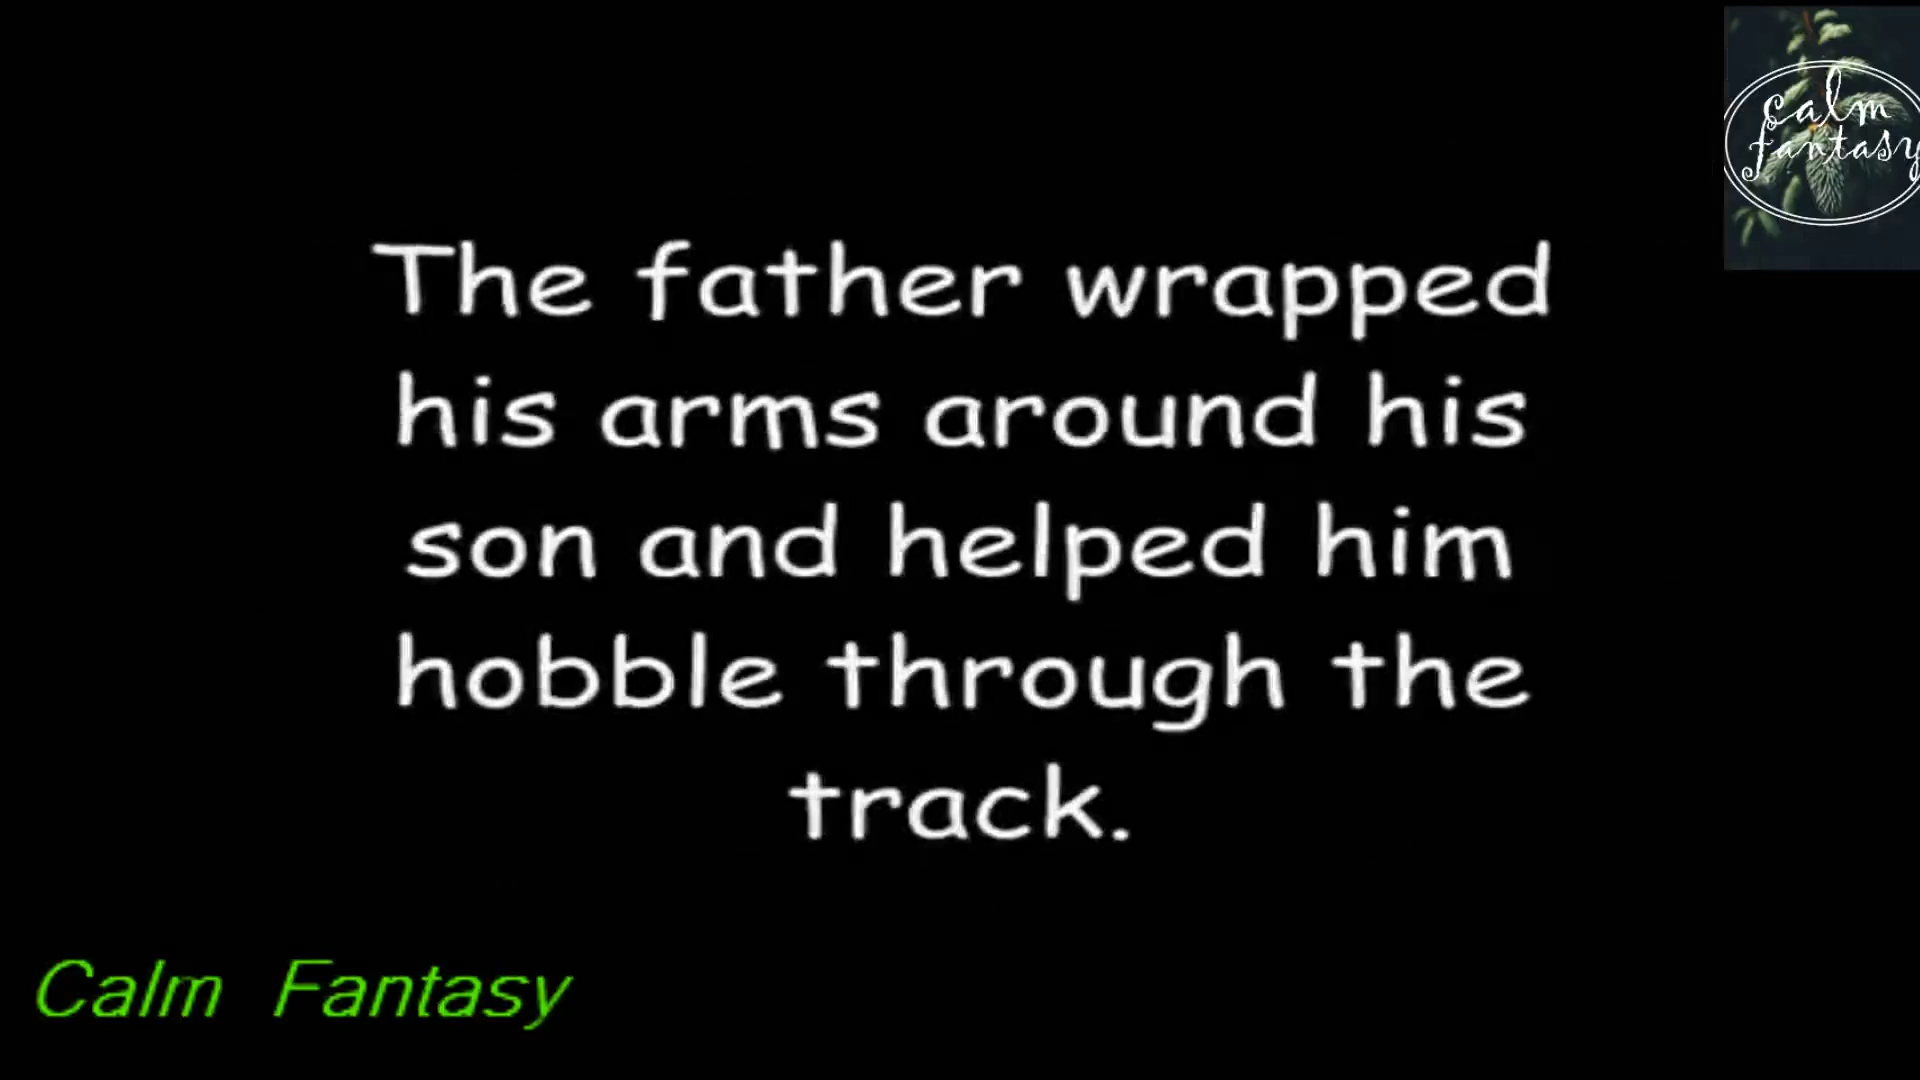 calm
fantasy
The father wrapped
his arms around his
son and helped him
hobble through the
track.
Calm Fantasy